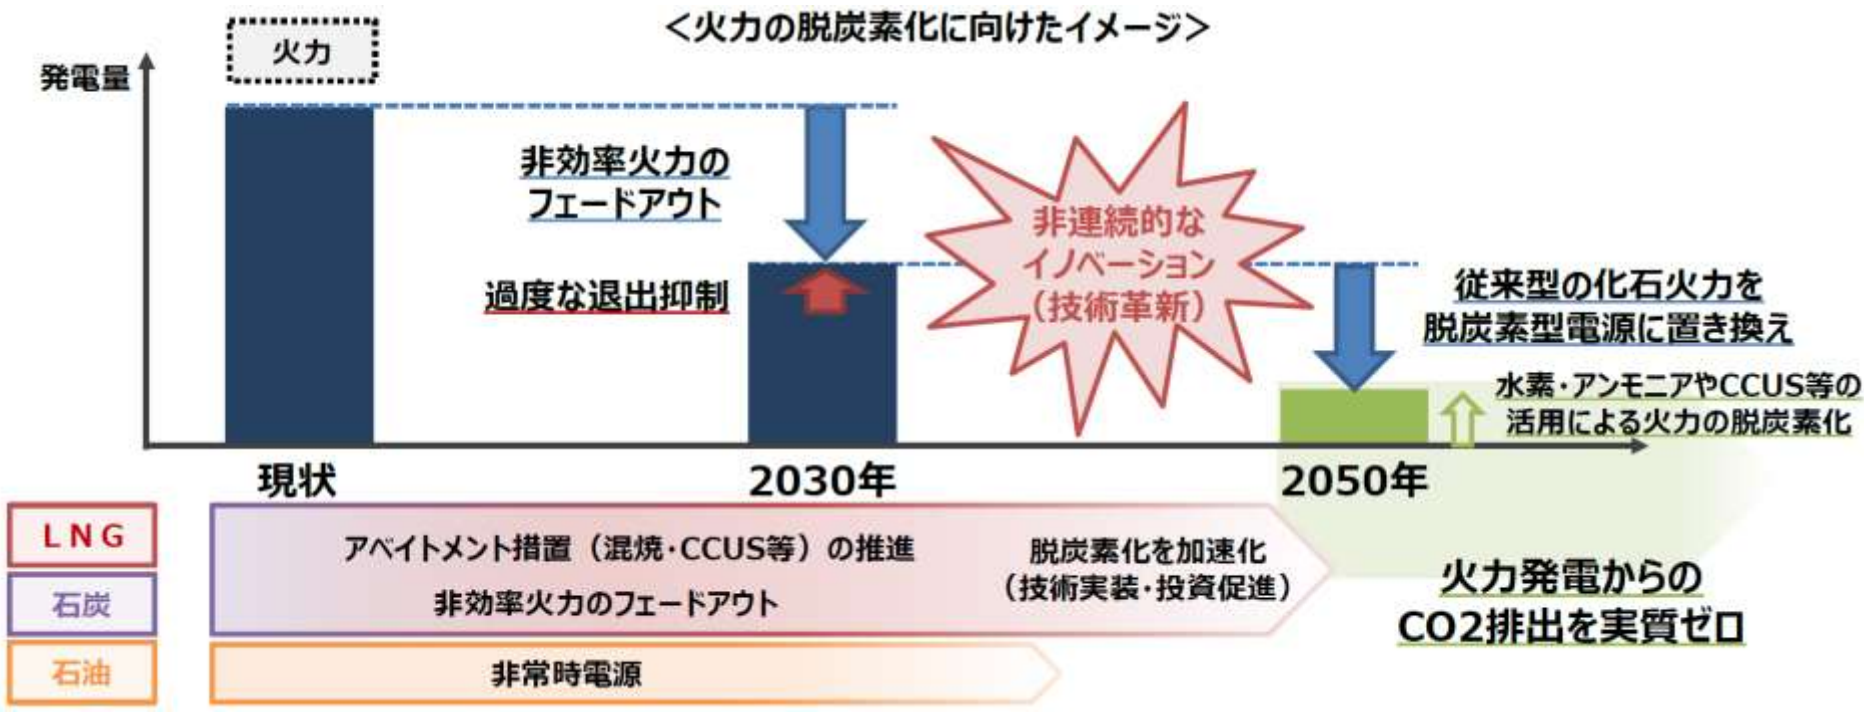 ＜火力の脱炭素化に向けたイメージ＞
火力
発電量
非効率火力の
フェードアウト
過度な退出抑制
非連続的な
イノベーション
（技術革新）
従来型の化石火力を
脱炭素型電源に置き換え
水素・アンモニアやCCUS等の
活用による火力の脱炭素化
現状
2030年
2050年
LNG
アベイトメント措置（混焼・CCUS等）の推進
脱炭素化を加速化
（技術実装・投資促進）
石炭
非効率火力のフェードアウト
火力発電からの
CO2排出を実質ゼロ
石油
非常時電源